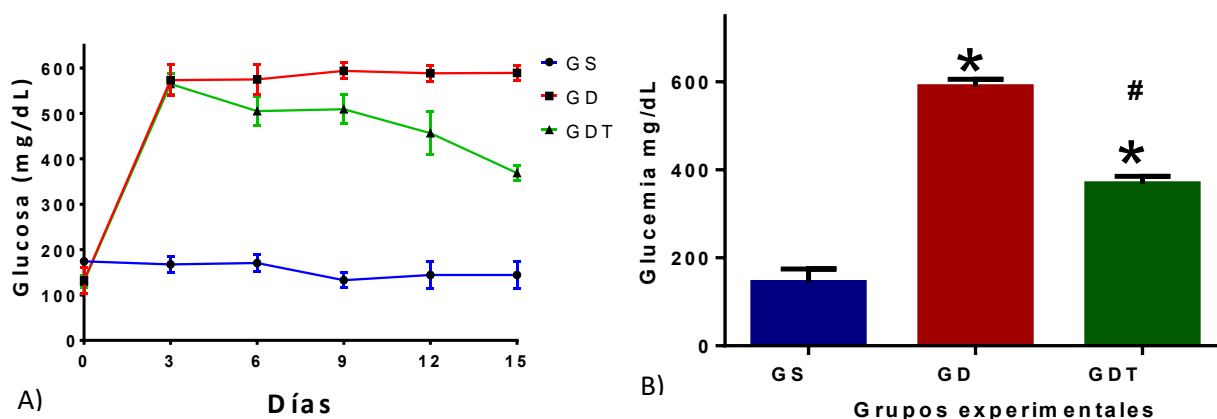 Glucosa (mg/dL)
600
500
400
300
200
100
0
0 3 6 9 12 15
Días
GS
GD
GDT
A)
Glucemia mg/dL
600
400
200
0
*
#
*
GS GD GDT
Grupos experimentales
B)